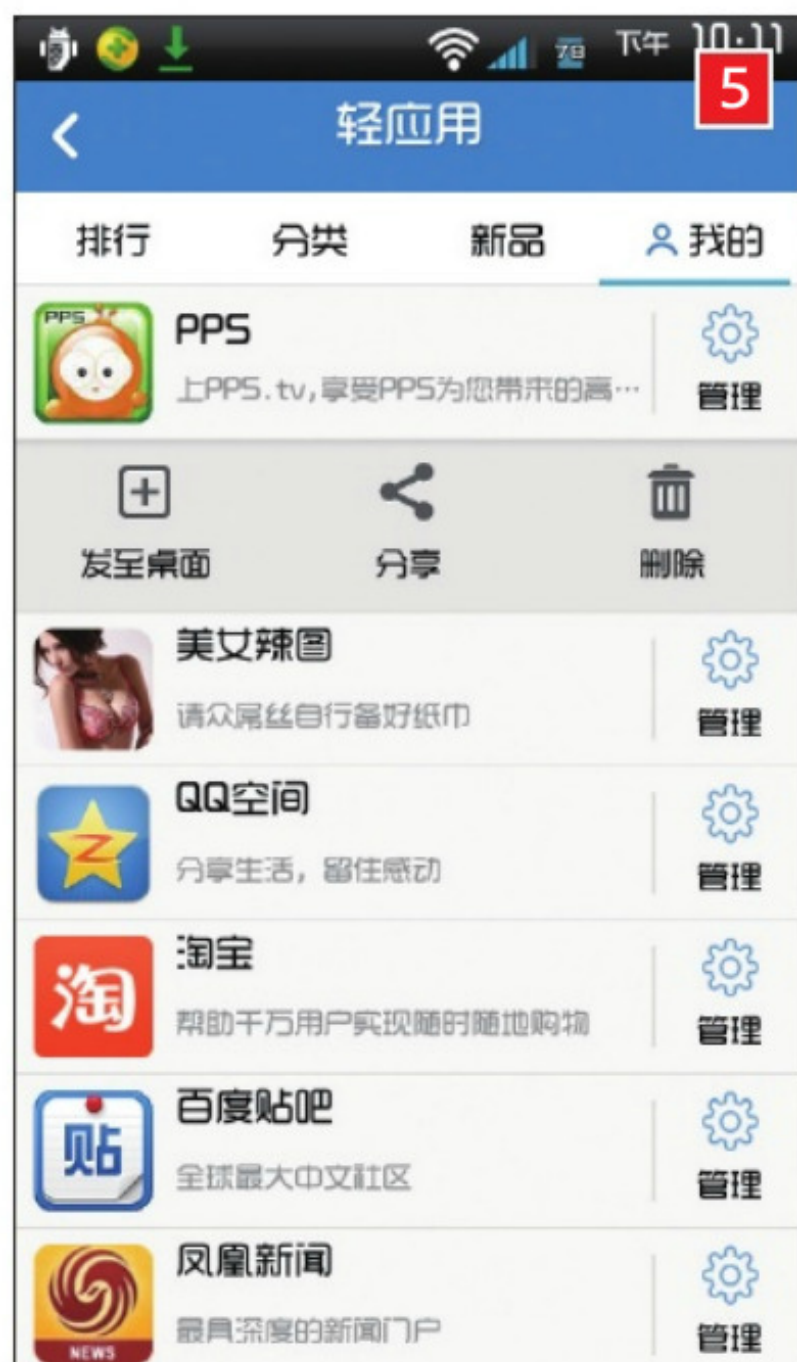 下午 10:11
5
轻应用
排行 分类 新品 我的
PPS
PPS
上PPS.tv,享受PPS为您带来的高…
管理
发至桌面 分享 删除
美女辣图
请众屌丝自行备好纸巾
管理
QQ空间
分享生活，留住感动
管理
淘
淘宝
帮助千万用户实现随时随地购物
管理
贴
百度贴吧
全球最大中文社区
管理
NEWS
凤凰新闻
最具深度的新闻门户
管理